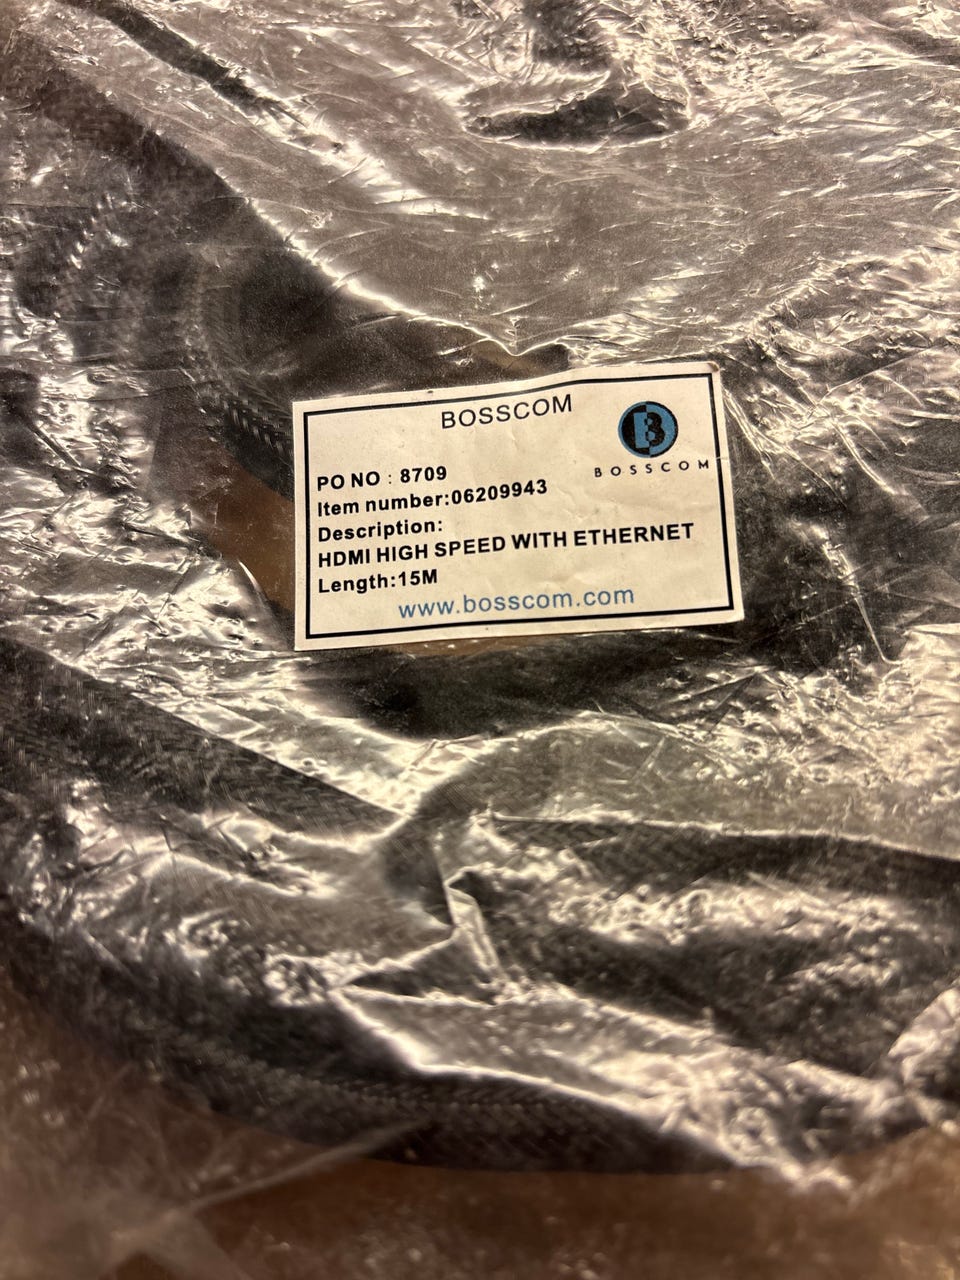 BOSSCOM
B
BOSSCOM
PO NO : 8709
Item number:06209943
Description:
HDMI HIGH SPEED WITH ETHERNET
Length:15M
www.bosscom.com